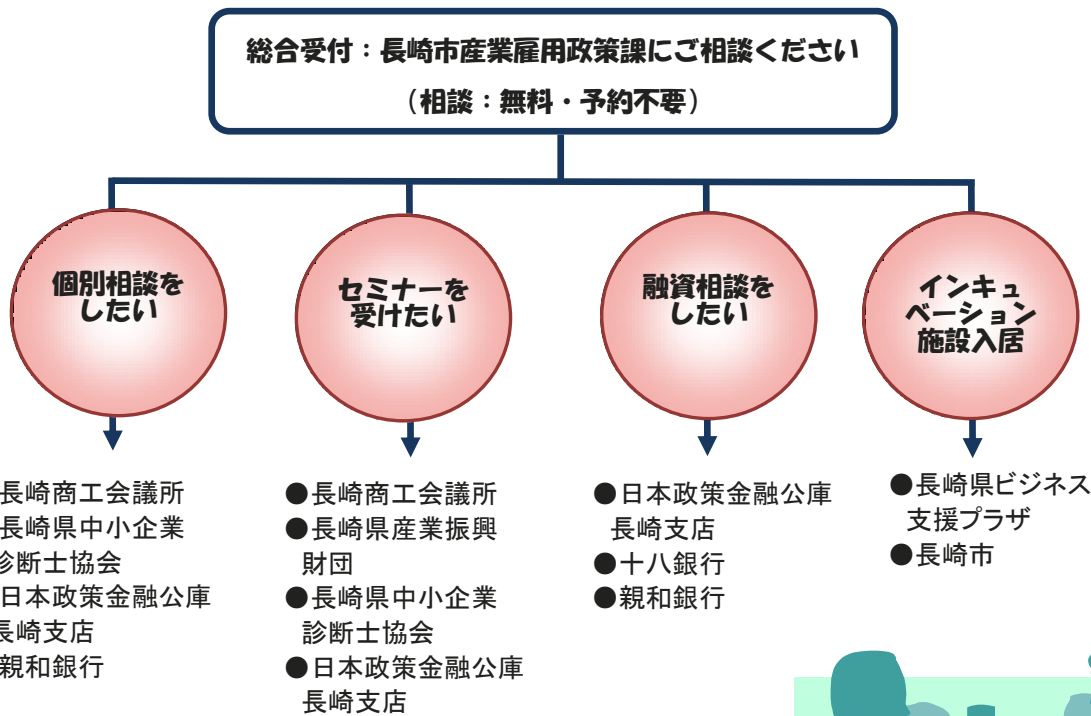 総合受付：長崎市産業雇用政策課にご相談ください
（相談：無料・予約不要）
個別相談を
したい
セミナーを
受けたい
融資相談を
したい
インキュ
ベーション
施設入居
長崎商工会議所
長崎県中小企業
診断士協会
日本政策金融公庫
長崎支店
親和銀行
●長崎商工会議所
●長崎県産業振興
財団
●長崎県中小企業
診断士協会
●日本政策金融公庫
長崎支店
●日本政策金融公庫
長崎支店
●十八銀行
●親和銀行
●長崎県ビジネス
支援プラザ
●長崎市